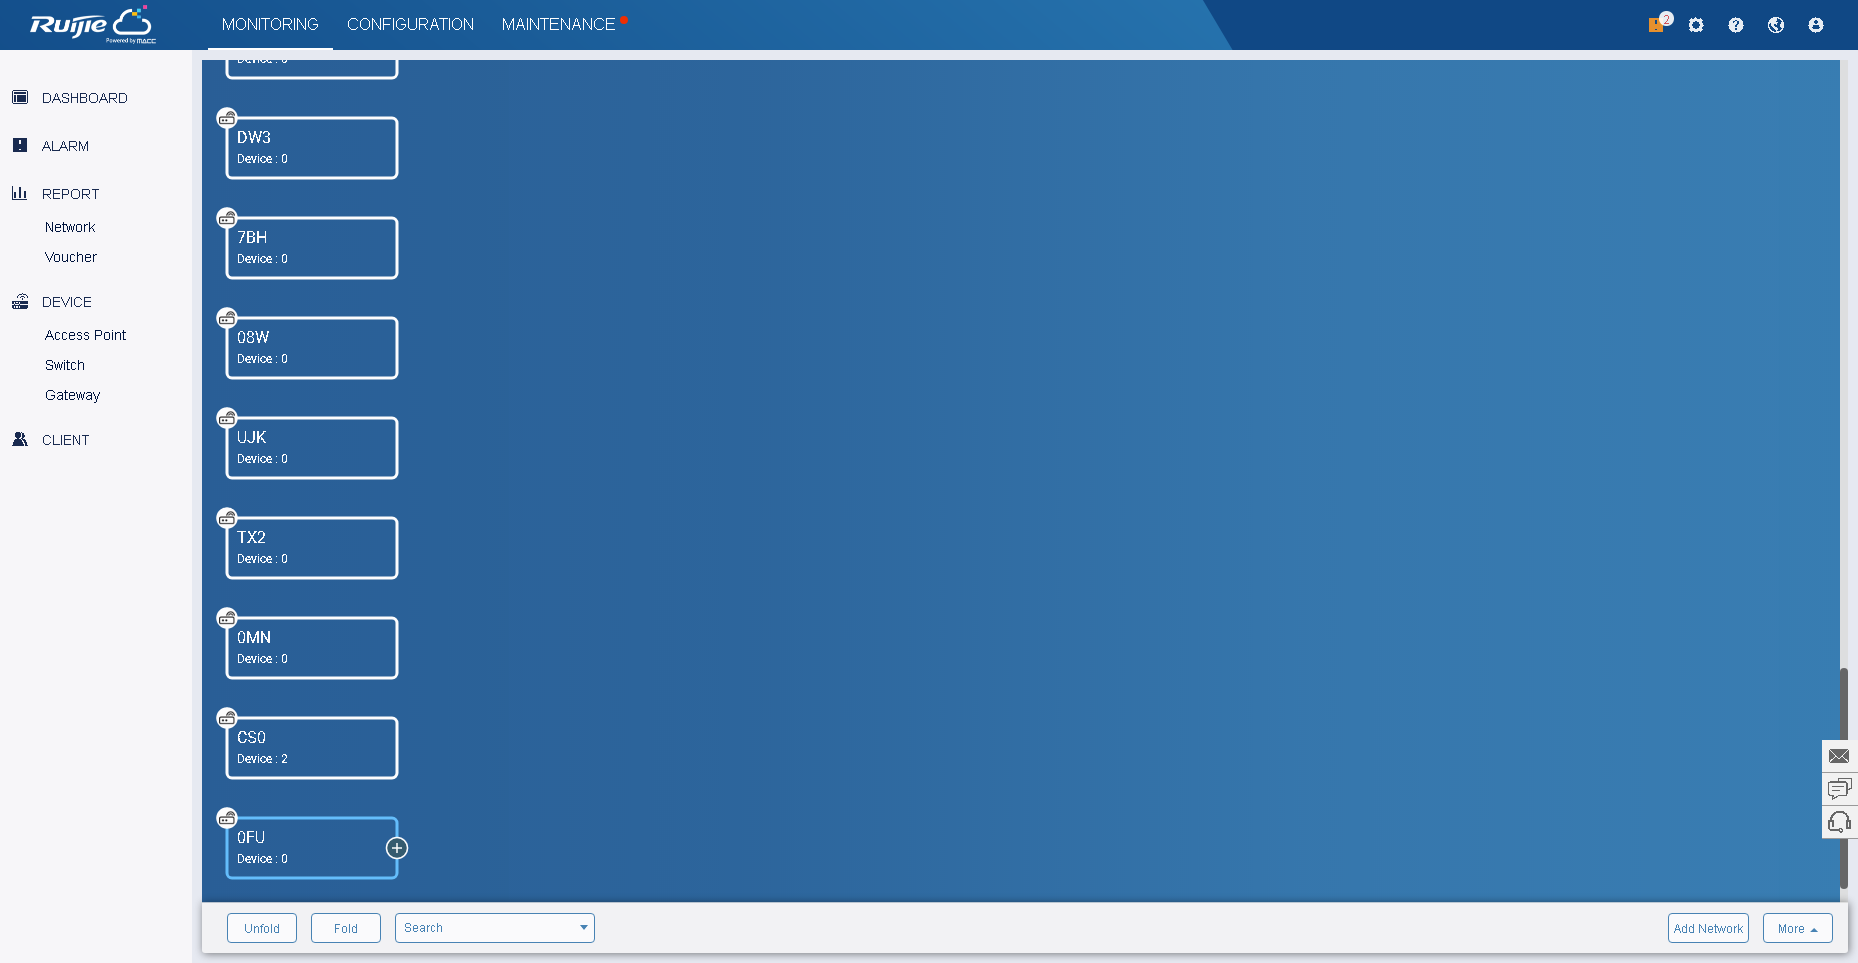 Ruijie
Powered by MACC
MONITORING
CONFIGURATION
MAINTENANCE
2
DASHBOARD
ALARM
REPORT
Network
Voucher
DEVICE
Access Point
Switch
Gateway
CLIENT
Device : 0
DW3
Device : 0
7BH
Device : 0
08W
Device : 0
UJK
Device : 0
TX2
Device : 0
0MN
Device : 0
CS0
Device : 2
0FU
Device : 0
Unfold
Fold
Search
Add Network
More